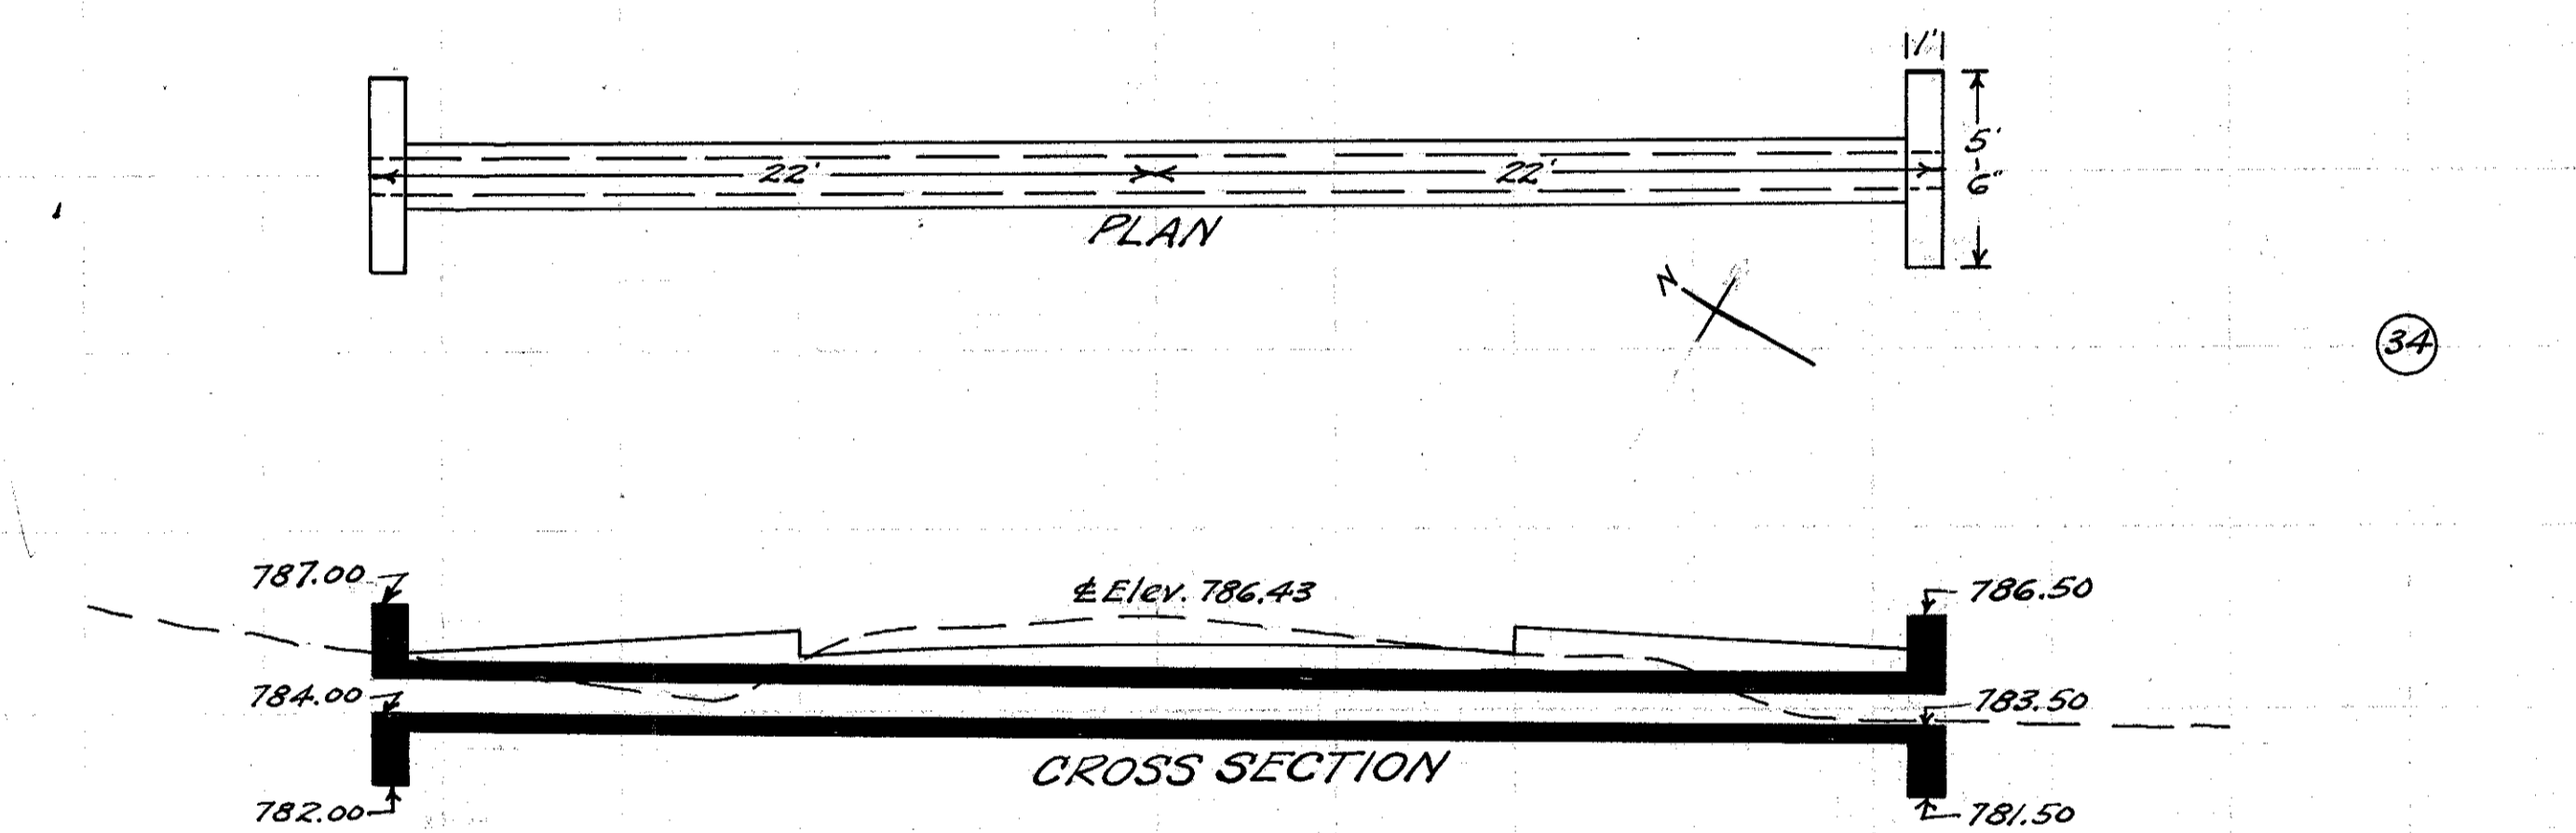 1'
22' 22'
5'-6"
PLAN
N
34
787.00
℄ Elev. 786.43
786.50
784.00
783.50
CROSS SECTION
782.00
781.50